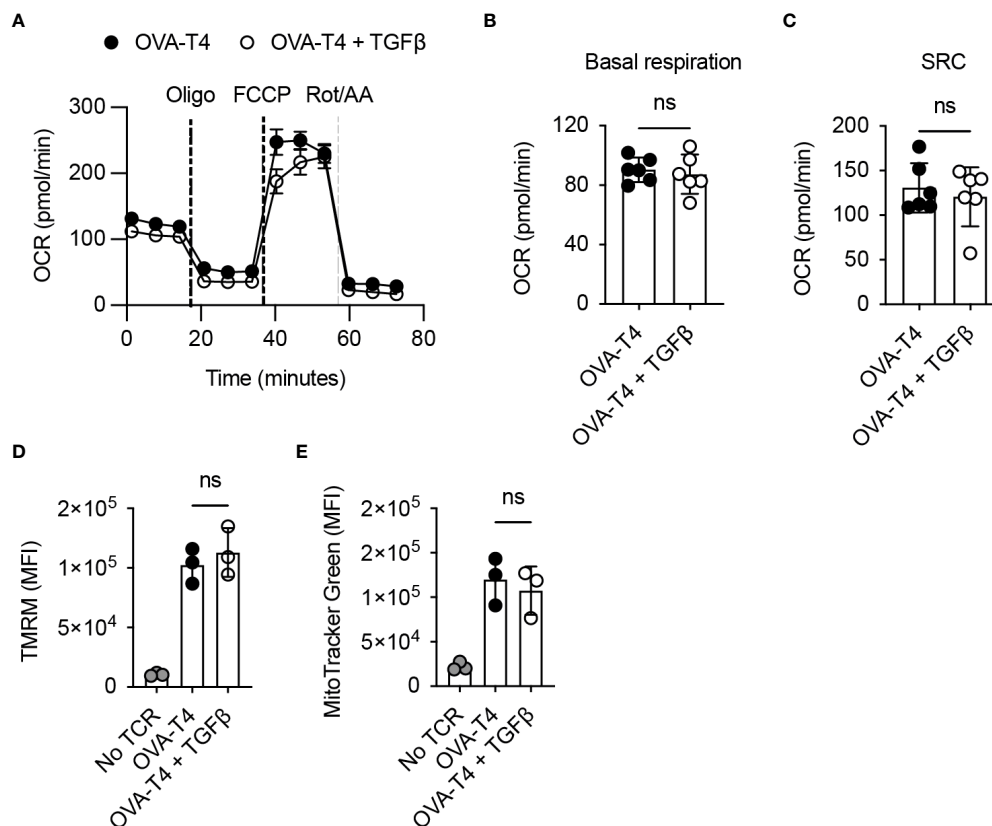 A
OVA-T4 OVA-T4 + TGFβ
Oligo FCCP Rot/AA
300
200
100
0
OCR (pmol/min)
0 20 40 60 80
Time (minutes)
B
Basal respiration
ns
120
80
40
0
OCR (pmol/min)
OVA-T4
OVA-T4 + TGFβ
C
SRC
ns
200
150
100
50
0
OCR (pmol/min)
OVA-T4
OVA-T4 + TGFβ
D
ns
2×10⁵
1×10⁵
5×10⁴
0
TMRM (MFI)
No TCR
OVA-T4
OVA-T4 + TGFβ
E
ns
2×10⁵
2×10⁵
1×10⁵
5×10⁴
0
MitoTracker Green (MFI)
No TCR
OVA-T4
OVA-T4 + TGFβ